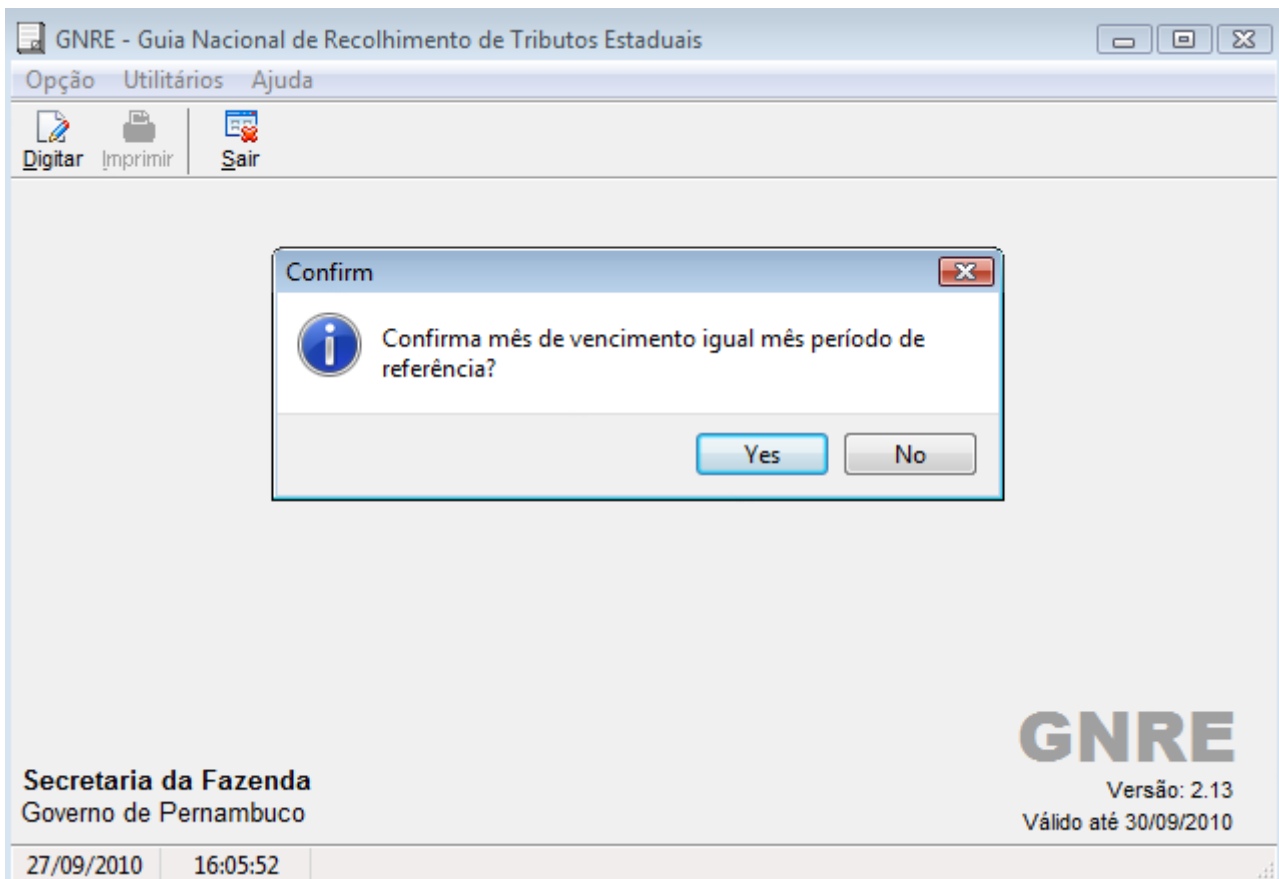 GNRE - Guia Nacional de Recolhimento de Tributos Estaduais
Opção Utilitários Ajuda
Digitar Imprimir Sair
Confirm
Confirma mês de vencimento igual mês período de
referência?
Yes No
GNRE
Secretaria da Fazenda
Versão: 2.13
Governo de Pernambuco
Válido até 30/09/2010
27/09/2010 16:05:52